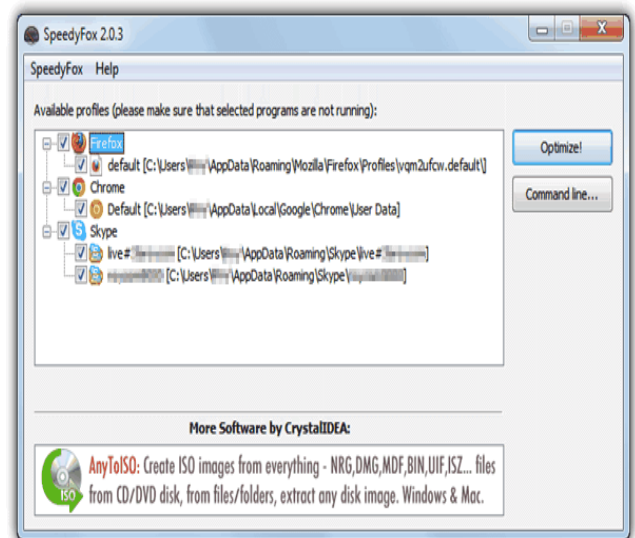 SpeedyFox 2.0.3
SpeedyFox Help
Available profiles (please make sure that selected programs are not running):
Firefox
default [C:\Users\ \AppData\Roaming\Mozilla\Firefox\Profiles\vqm2ufcw.default\]
Chrome
Default [C:\Users\ \AppData\Local\Google\Chrome\User Data]
Skype
live# [C:\Users\ \AppData\Roaming\Skype\live# ]
[C:\Users\ \AppData\Roaming\Skype\ ]
Optimize!
Command line...
More Software by CrystalIDEA:
ISO
AnyToISO: Create ISO images from everything - NRG,DMG,MDF,BIN,UIF,ISZ... files
from CD/DVD disk, from files/folders, extract any disk image. Windows & Mac.